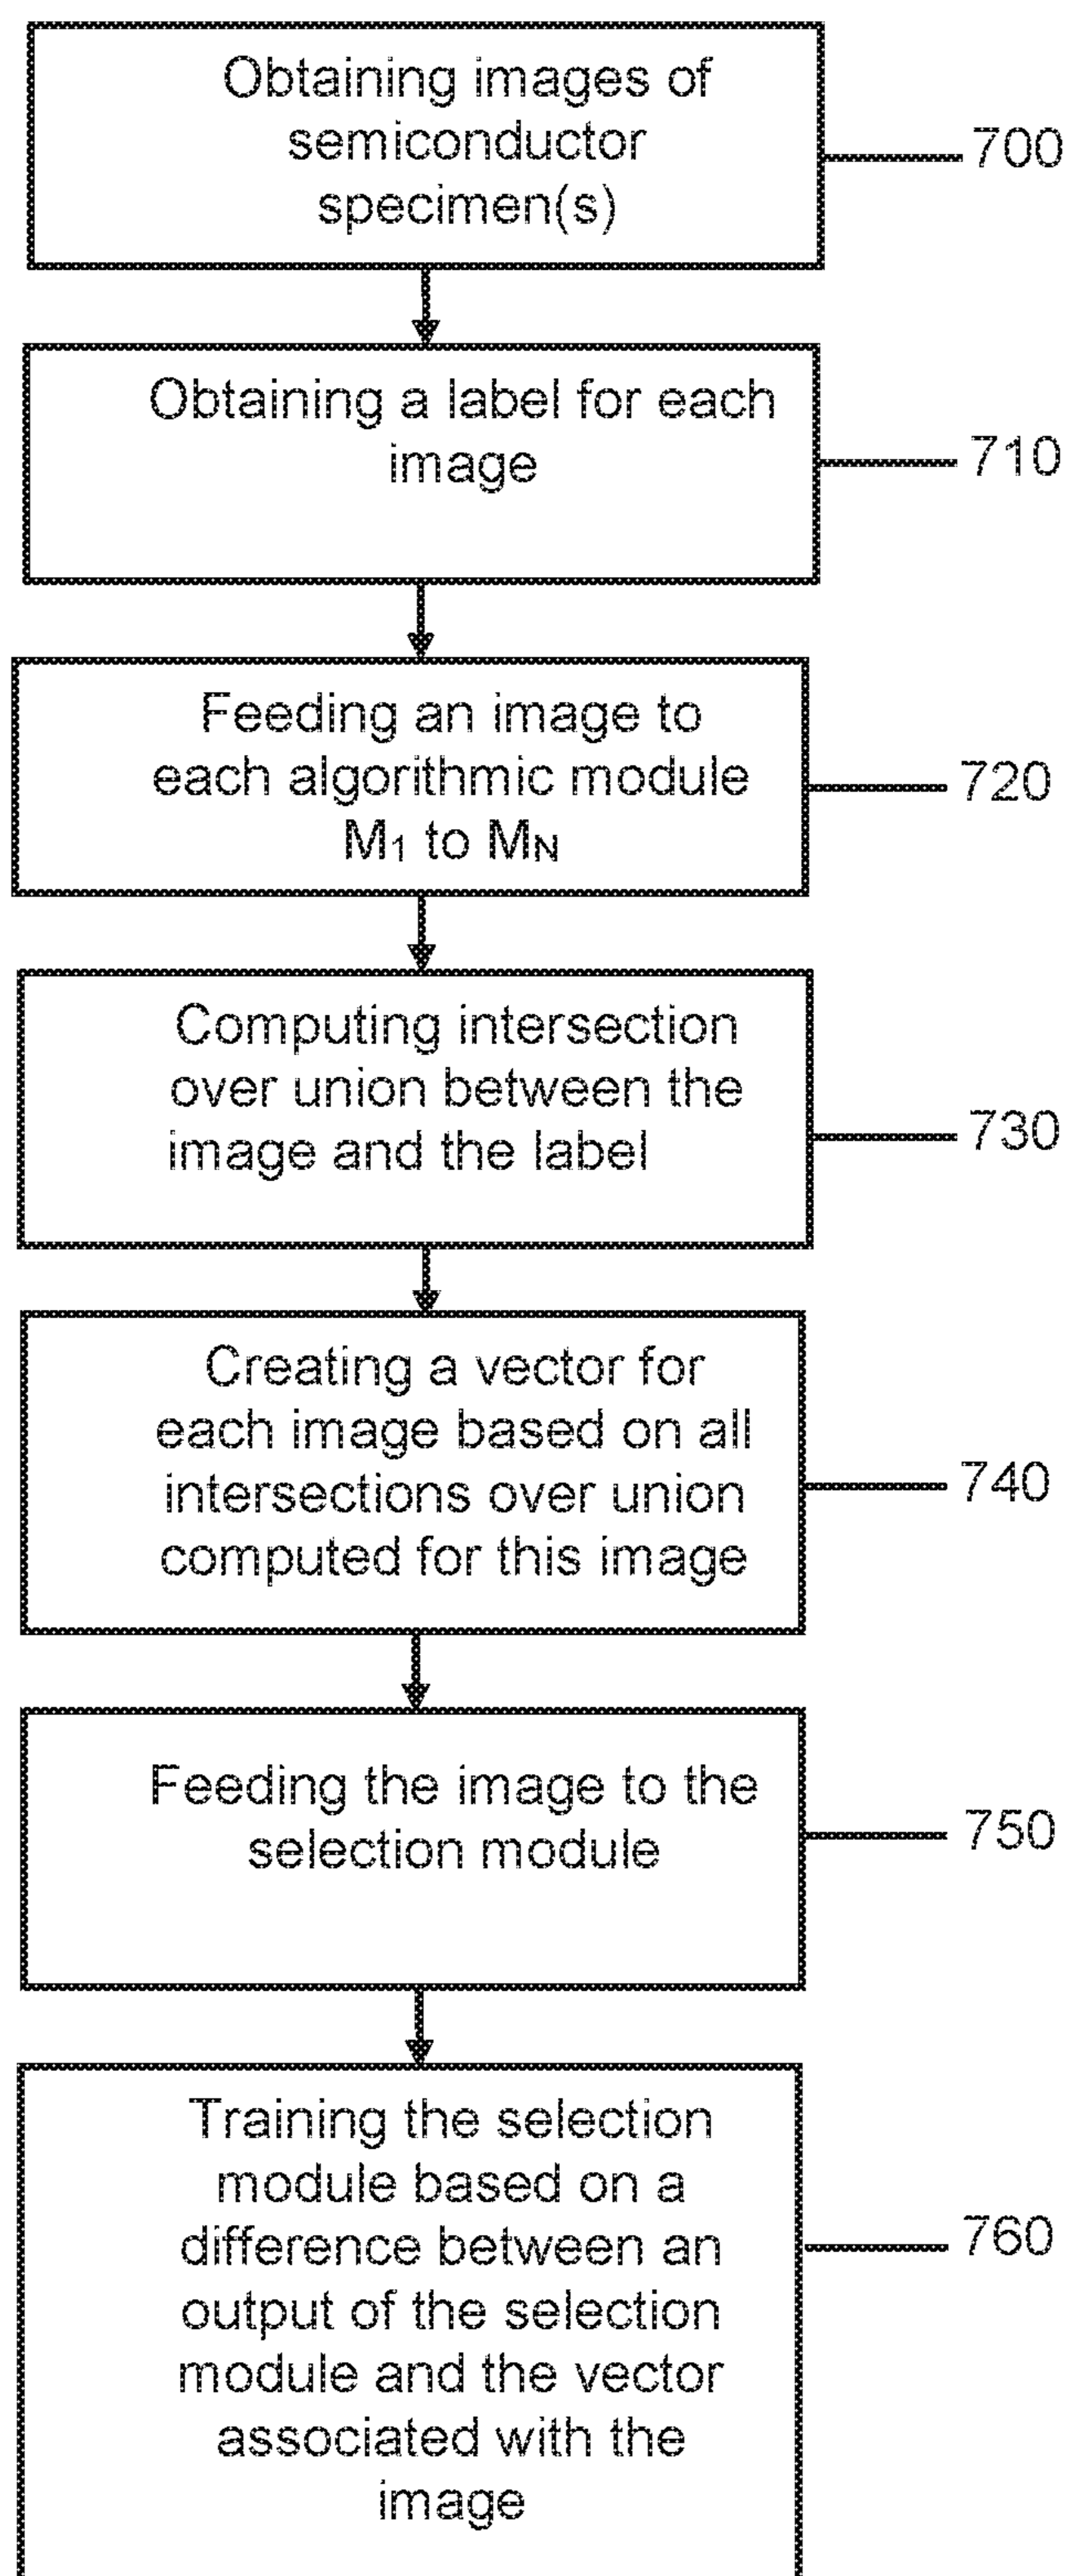 Obtaining images of
semiconductor
specimen(s)
700
Obtaining a label for each
image
710
Feeding an image to
each algorithmic module
M1 to MN
720
Computing intersection
over union between the
image and the label
730
Creating a vector for
each image based on all
intersections over union
computed for this image
740
Feeding the image to the
selection module
750
Training the selection
module based on a
difference between an
output of the selection
module and the vector
associated with the
image
760